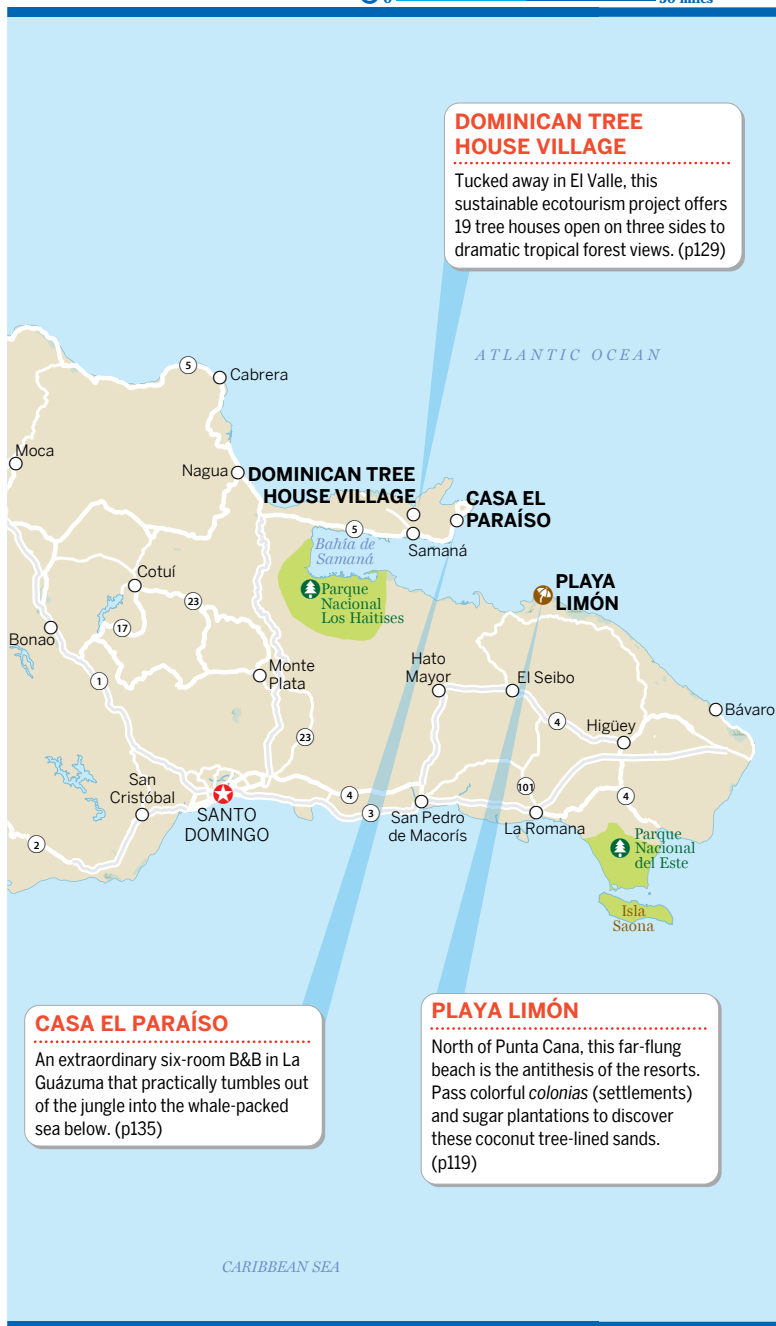 DOMINICAN TREE
HOUSE VILLAGE
Tucked away in El Valle, this
sustainable ecotourism project offers
19 tree houses open on three sides to
dramatic tropical forest views. (p129)
ATLANTIC OCEAN
5
Cabrera
Moca
Nagua
DOMINICAN TREE
HOUSE VILLAGE
CASA EL
PARAÍSO
5
Bahía de
Samaná
Samaná
Cotuí
23
Parque
Nacional
Los Haitises
PLAYA
LIMÓN
17
Bonao
1
Monte
Plata
Hato
Mayor
El Seibo
Bávaro
4
Higüey
23
San
Cristóbal
SANTO
DOMINGO
4
3
101
4
San Pedro
de Macorís
La Romana
2
Parque
Nacional
del Este
Isla
Saona
CASA EL PARAÍSO
An extraordinary six-room B&B in La
Guázuma that practically tumbles out
of the jungle into the whale-packed
sea below. (p135)
PLAYA LIMÓN
North of Punta Cana, this far-flung
beach is the antithesis of the resorts.
Pass colorful colonias (settlements)
and sugar plantations to discover
these coconut tree-lined sands.
(p119)
CARIBBEAN SEA